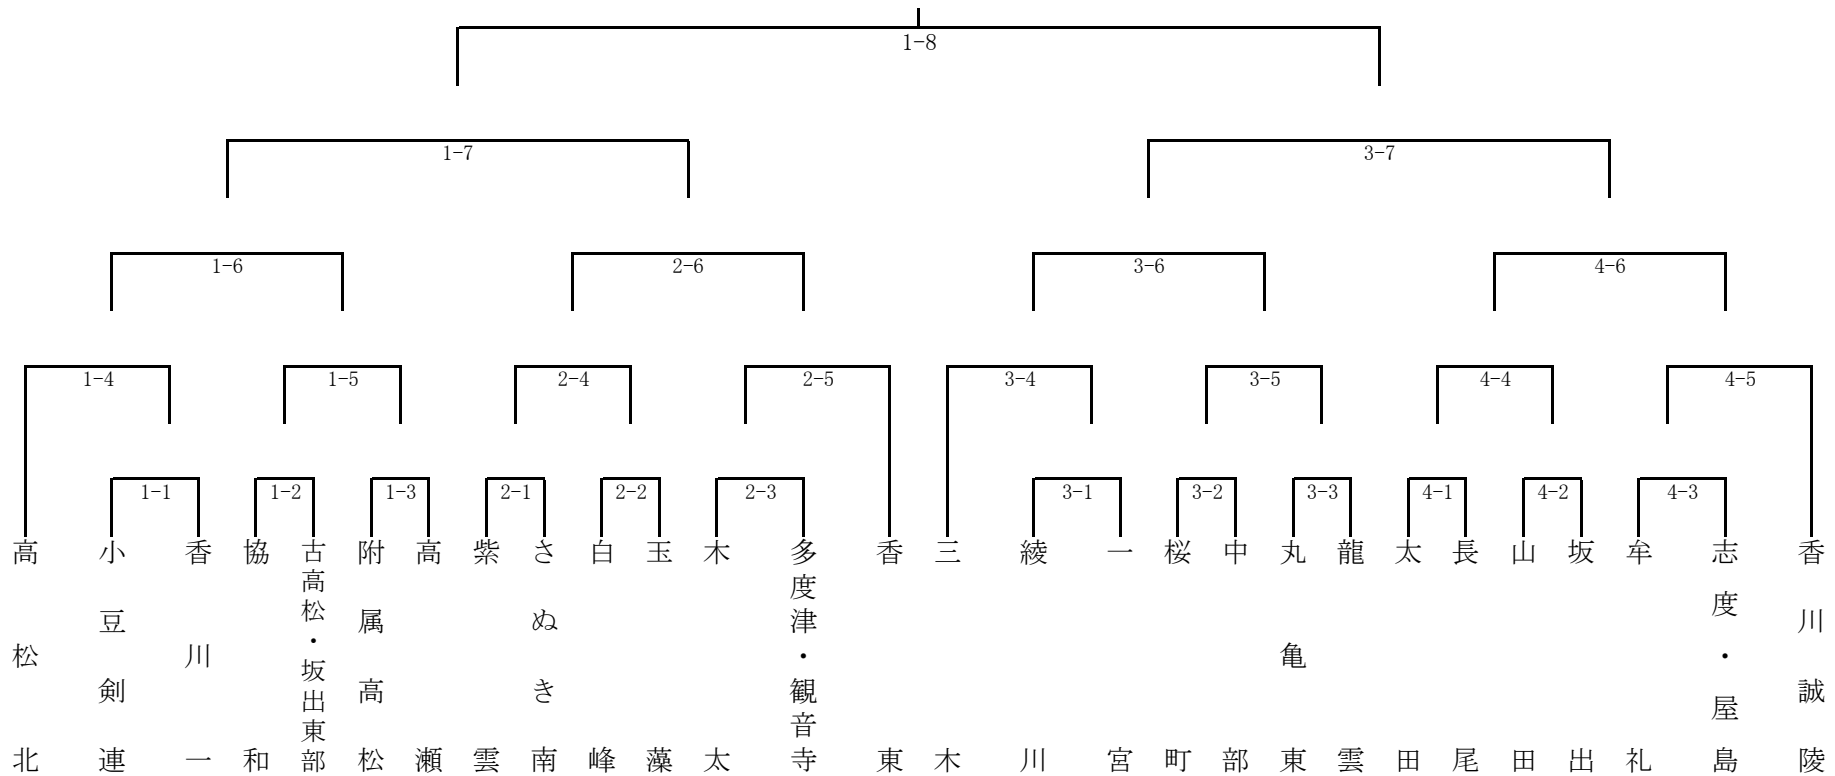 1-8
1-7
3-7
1-6
2-6
3-6
4-6
1-4
1-5
2-4
2-5
3-4
3-5
4-4
4-5
1-1
1-2
1-3
2-1
2-2
2-3
3-1
3-2
3-3
4-1
4-2
4-3
高松北
小豆剣連
香川一
協和
古高松・坂出東部
附属高松
高瀬
紫雲
さぬき南
白峰
玉藻
木太
多度津・観音寺
香東
三木
綾川
一宮
桜町
中部
丸亀東
龍雲
太田
長尾
山田
坂出
牟礼
志度・屋島
香川誠陵